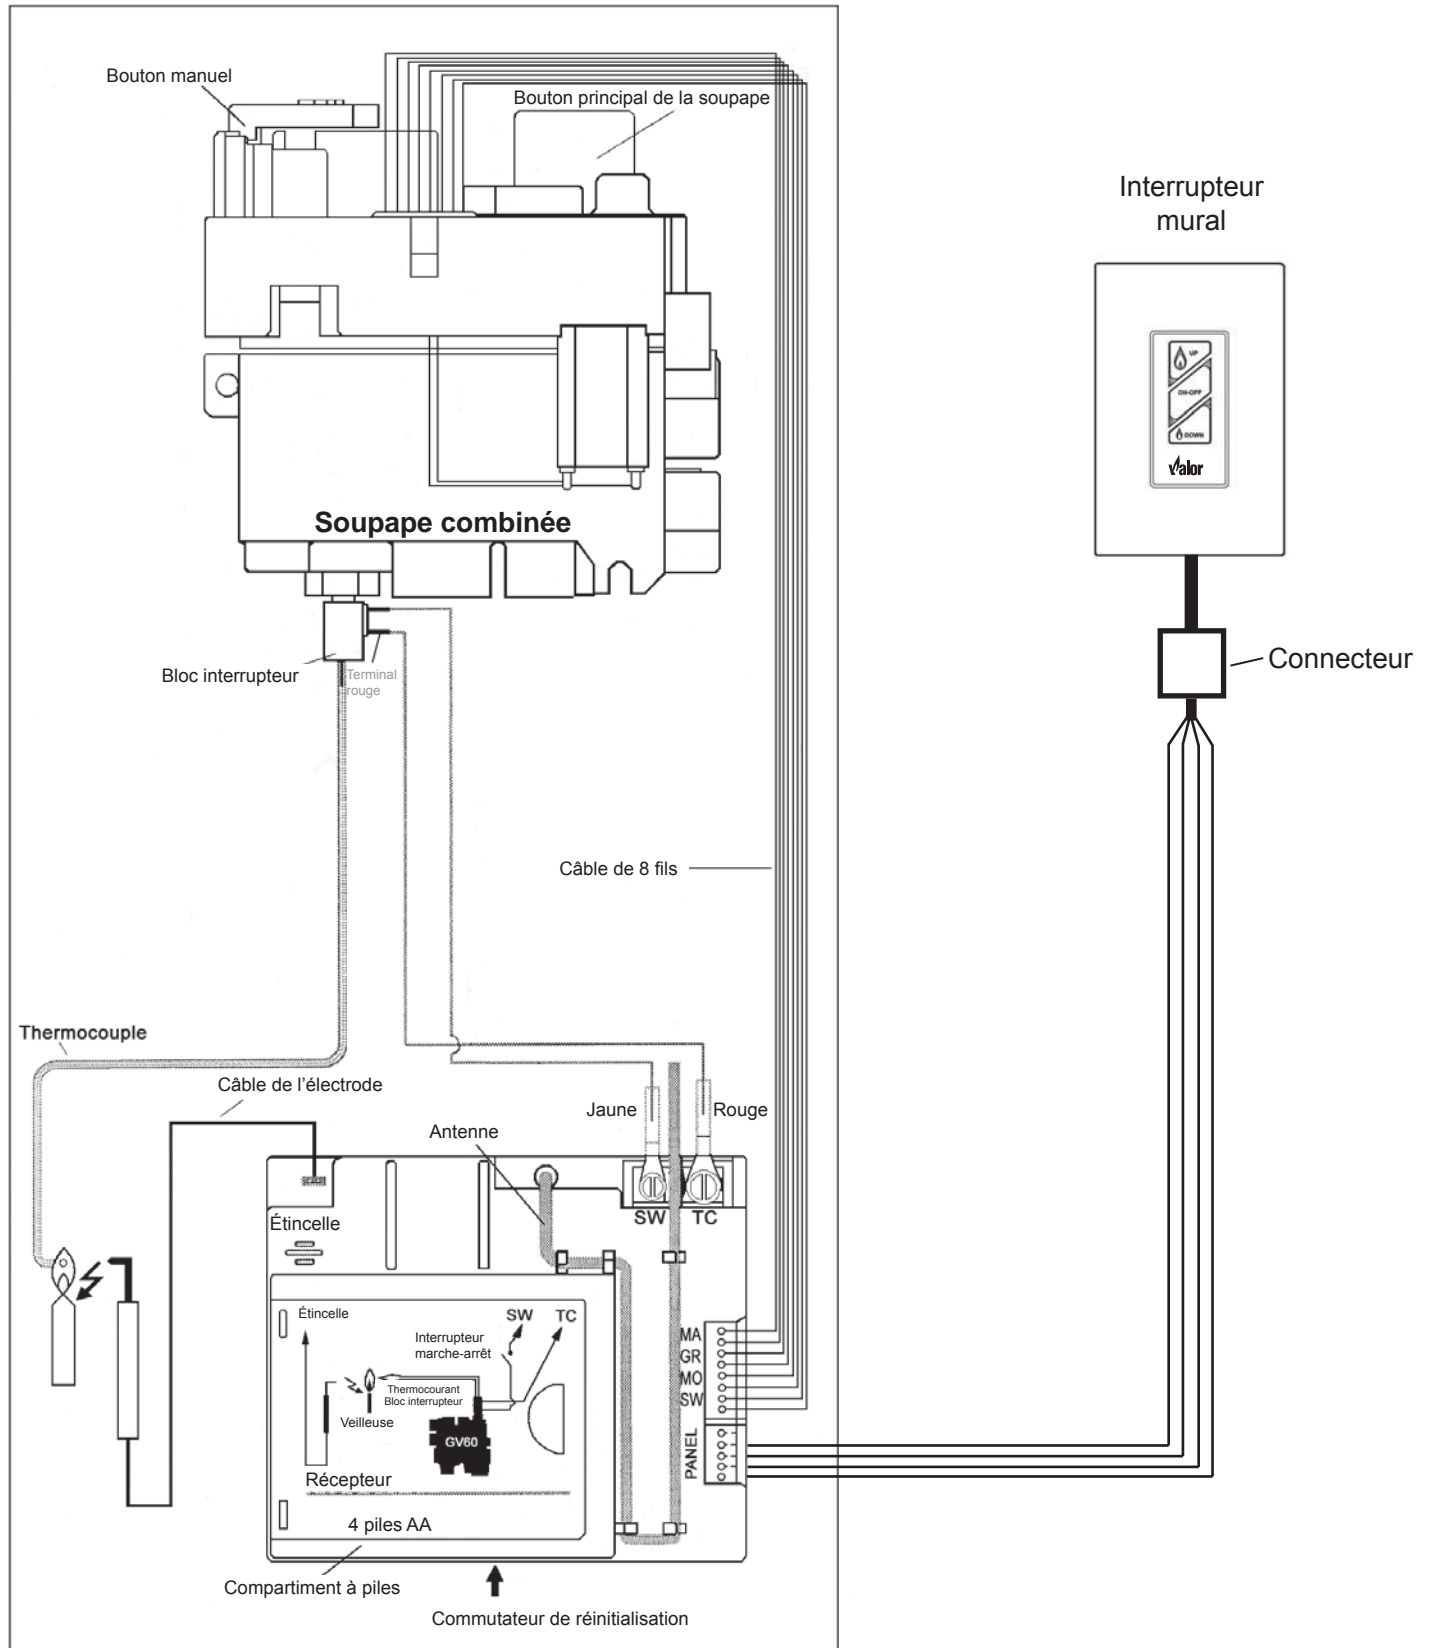 Bouton manuel
Bouton principal de la soupape
Interrupteur
mural
UP
ON-OFF
DOWN
Valor
Soupape combinée
Bloc interrupteur
Terminal
rouge
Connecteur
Câble de 8 fils
Thermocouple
Câble de l'électrode
Jaune
Rouge
Antenne
Étincelle
SW TC
Étincelle
SW TC
Interrupteur
marche-arrêt
Thermocourant
Bloc interrupteur
Veilleuse
GV60
Récepteur
4 piles AA
MA
GR
MO
SW
PANEL
Compartiment à piles
Commutateur de réinitialisation